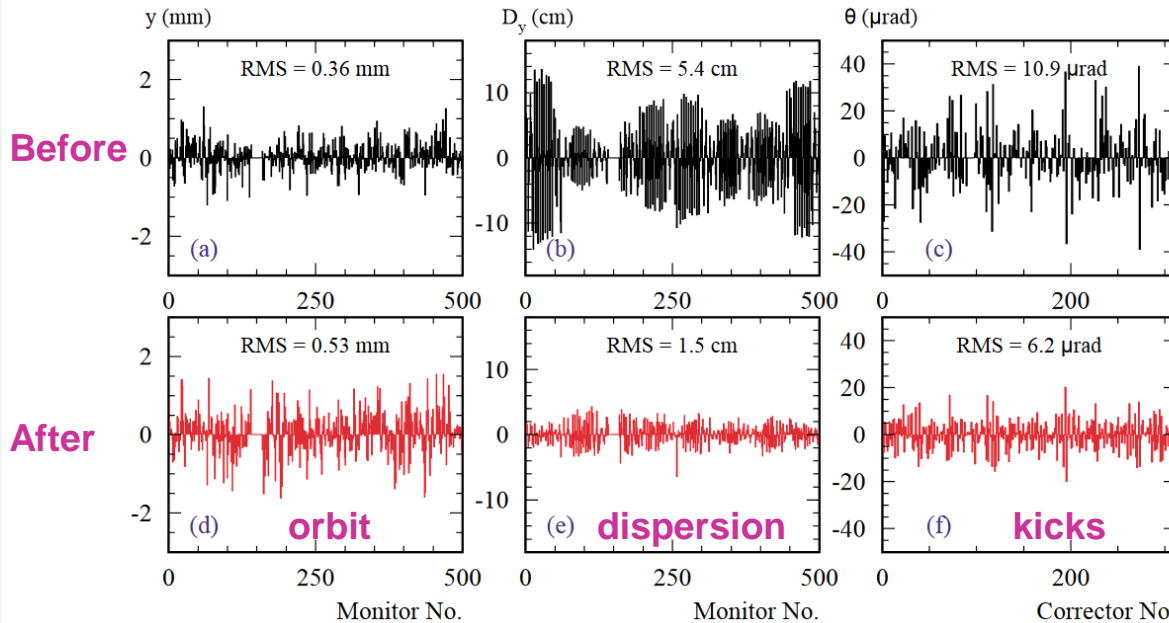 y (mm)
D_y (cm)
θ (μrad)
Before
2
0
-2
RMS = 0.36 mm
(a)
0
250
500
10
0
-10
RMS = 5.4 cm
(b)
0
250
500
40
20
0
-20
-40
RMS = 10.9 μrad
(c)
0
200
After
2
0
-2
RMS = 0.53 mm
(d)
orbit
0
250
500
Monitor No.
10
0
-10
RMS = 1.5 cm
(e)
dispersion
0
250
500
Monitor No.
40
20
0
-20
-40
RMS = 6.2 μrad
(f)
kicks
0
200
Corrector No